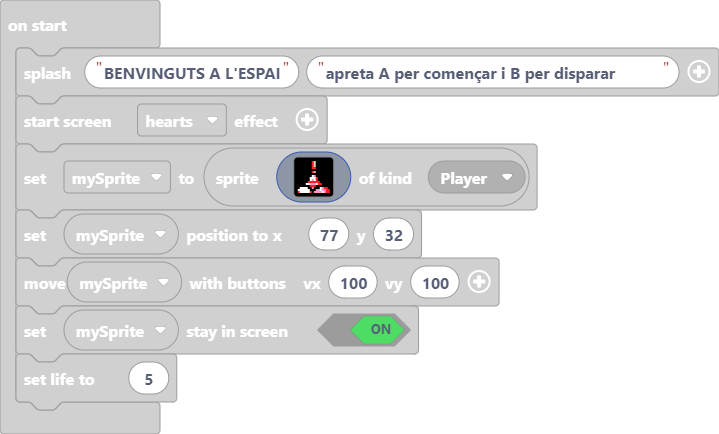 on start
splash "BENVINGUTS A L'ESPAI" "apreta A per començar i B per disparar"
start screen hearts effect
set mySprite to sprite of kind Player
set mySprite position to x 77 y 32
move mySprite with buttons vx 100 vy 100
set mySprite stay in screen ON
set life to 5